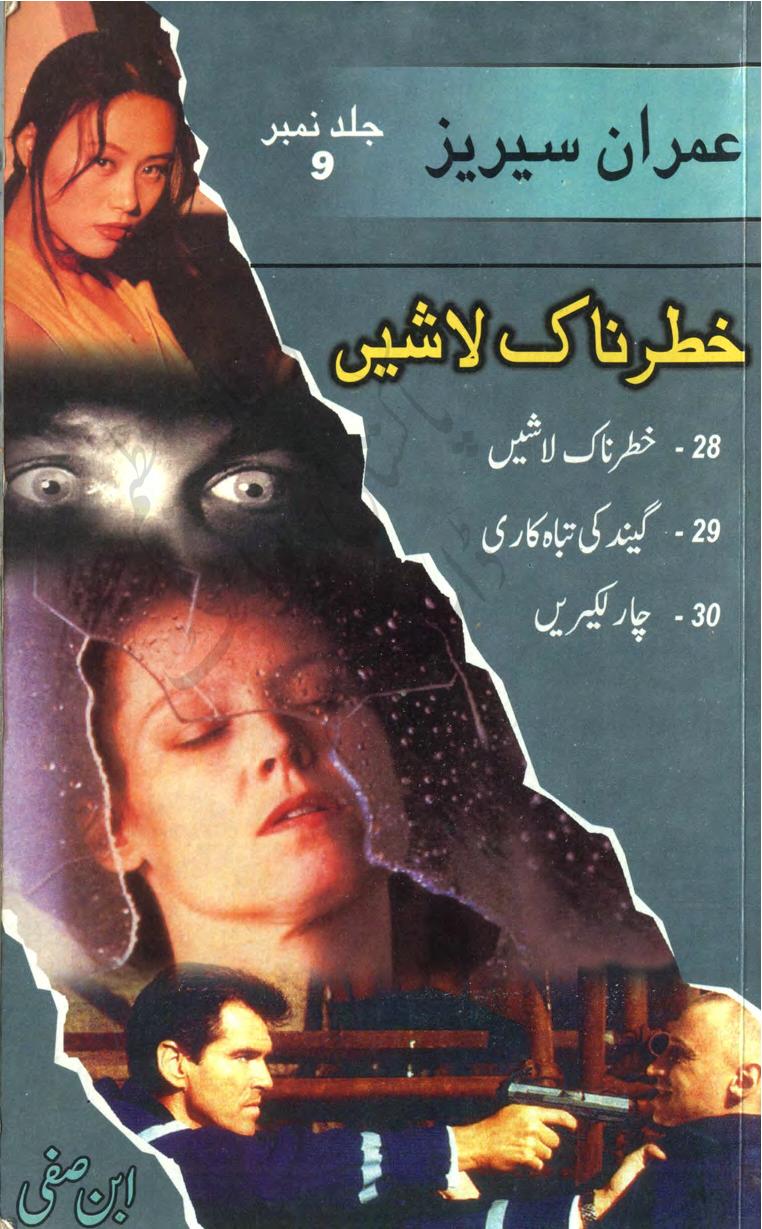 عمران سیریز
جلد نمبر
9
خطرناک لاشیں
28 - خطرناک لاشیں
29 - گیند کی تباہ کاری
30 - چار لکیریں
ابن صفی